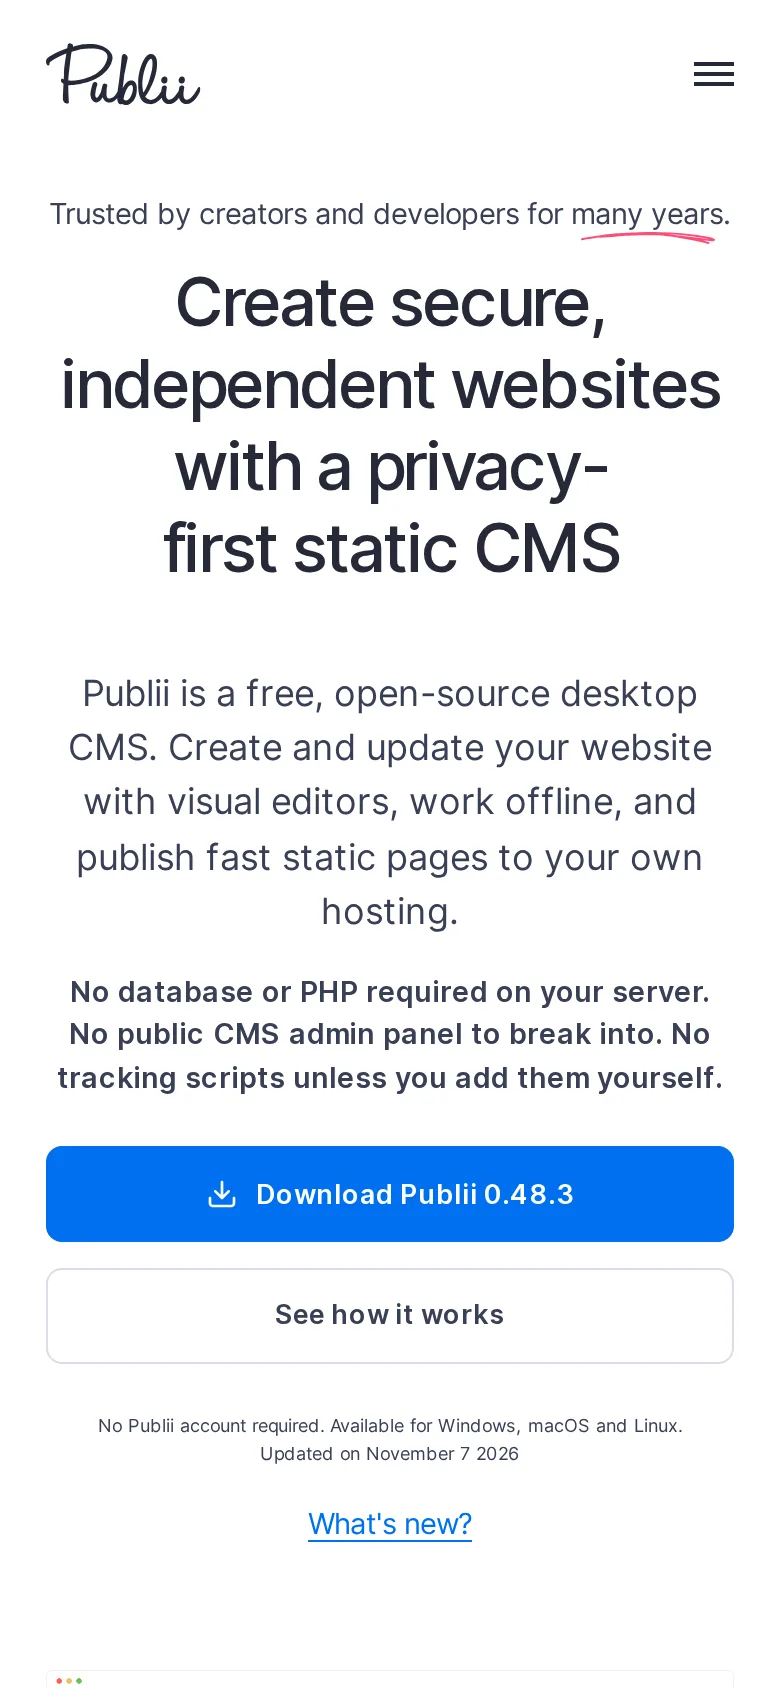 Publii
Trusted by creators and developers for many years.
Create secure,
independent websites
with a privacy-
first static CMS
Publii is a free, open-source desktop
CMS. Create and update your website
with visual editors, work offline, and
publish fast static pages to your own
hosting.
No database or PHP required on your server.
No public CMS admin panel to break into. No
tracking scripts unless you add them yourself.
Download Publii 0.48.3
See how it works
No Publii account required. Available for Windows, macOS and Linux.
Updated on November 7 2026
What's new?